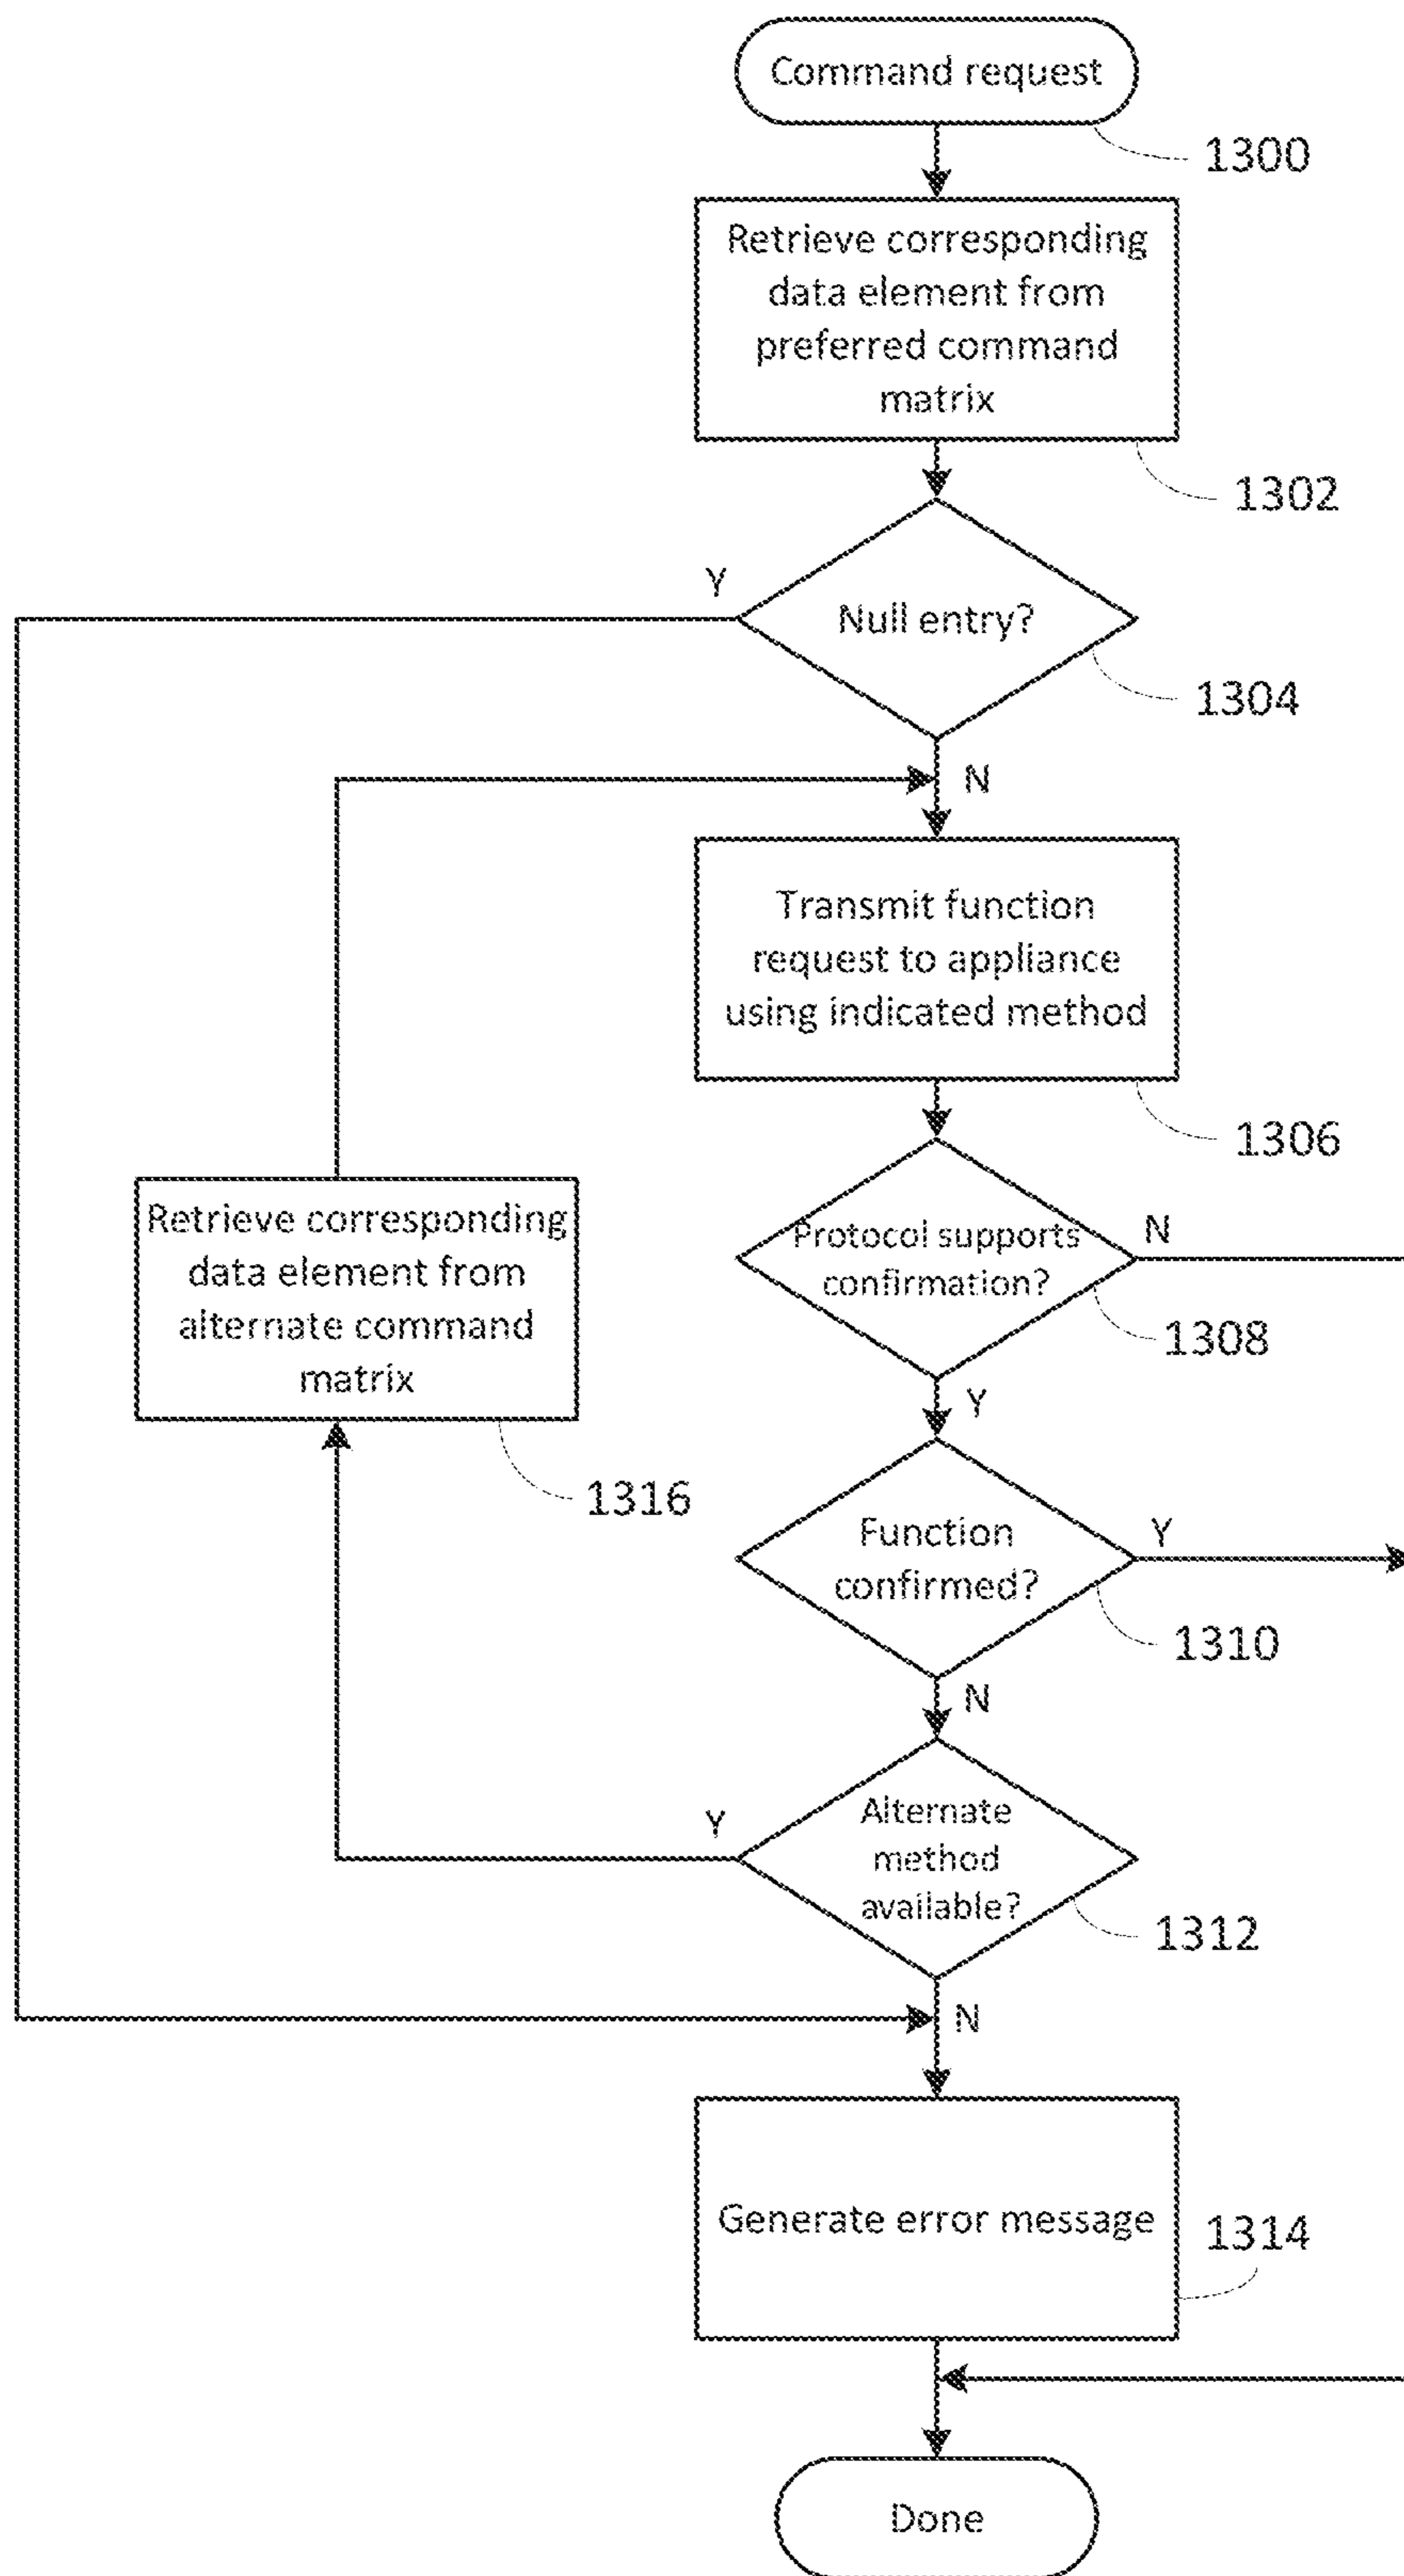 Command request
1300
Retrieve corresponding
data element from
preferred command
matrix
1302
Y
Null entry?
1304
N
Transmit function
request to appliance
using indicated method
1306
Retrieve corresponding
data element from
alternate command
matrix
1316
Protocol supports
confirmation?
N
1308
Y
Function
confirmed?
Y
1310
N
Alternate
method
available?
Y
1312
N
Generate error message
1314
Done